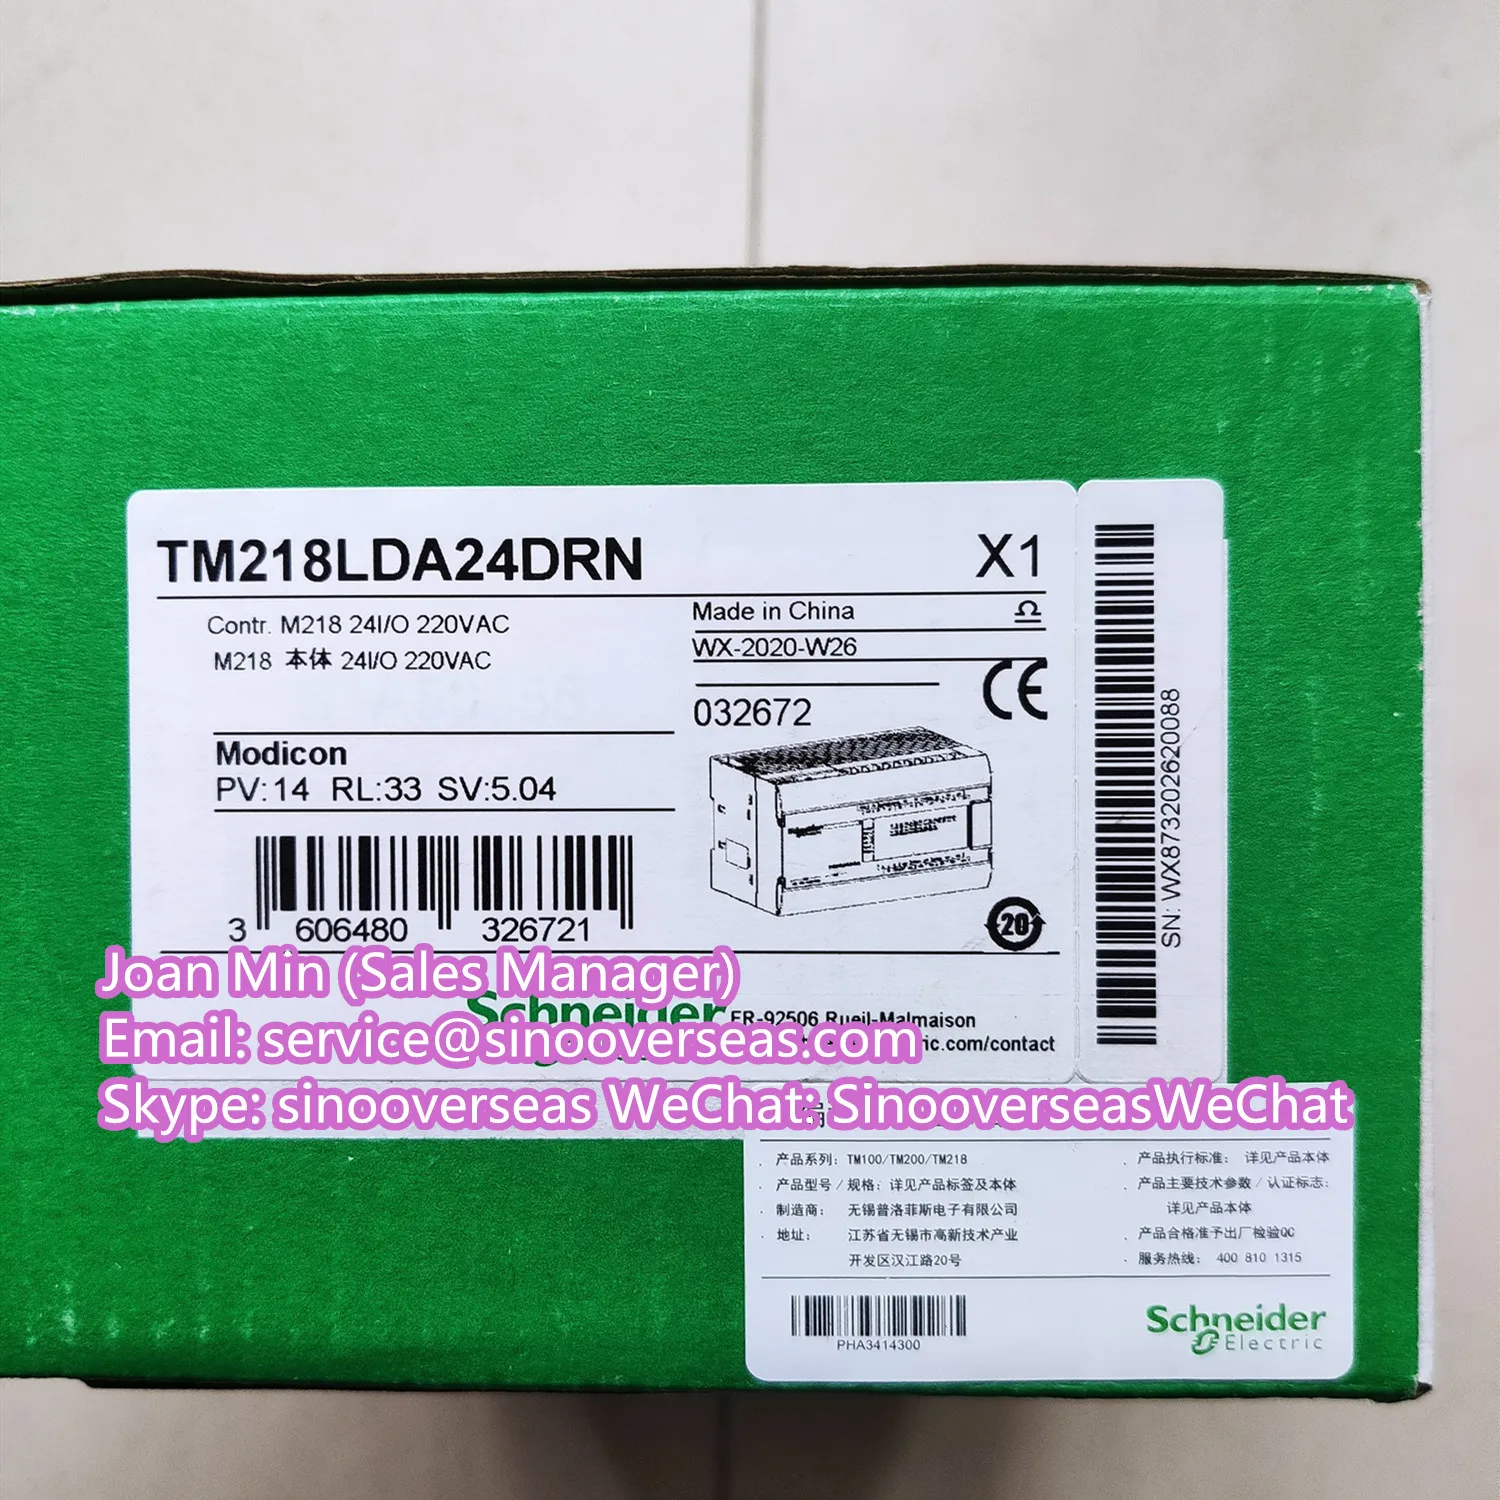 TM218LDA24DRN X1
Contr. M218 24I/O 220VAC
M218 本体 24I/O 220VAC
Made in China
WX-2020-W26
032672
CE
Modicon
PV:14 RL:33 SV:5.04
3 606480 326721
20
SN: WX87320262​0088
Joan Min (Sales Manager)
Schneider FR-92506 Rueil-Malmaison
Email: service@sinooverseas.com
ric.com/contact
Skype: sinooverseas WeChat: SinooverseasWeChat
产品系列: TM100/TM200/TM218
产品型号/规格: 详见产品标签及本体
制造商: 无锡普洛菲斯电子有限公司
地址: 江苏省无锡市高新技术产业
开发区汉江路20号
产品执行标准: 详见产品本体
产品主要技术参数/认证标志:
详见产品本体
产品合格准予出厂检验QC
服务热线: 400 810 1315
PHA3414300
Schneider
Electric